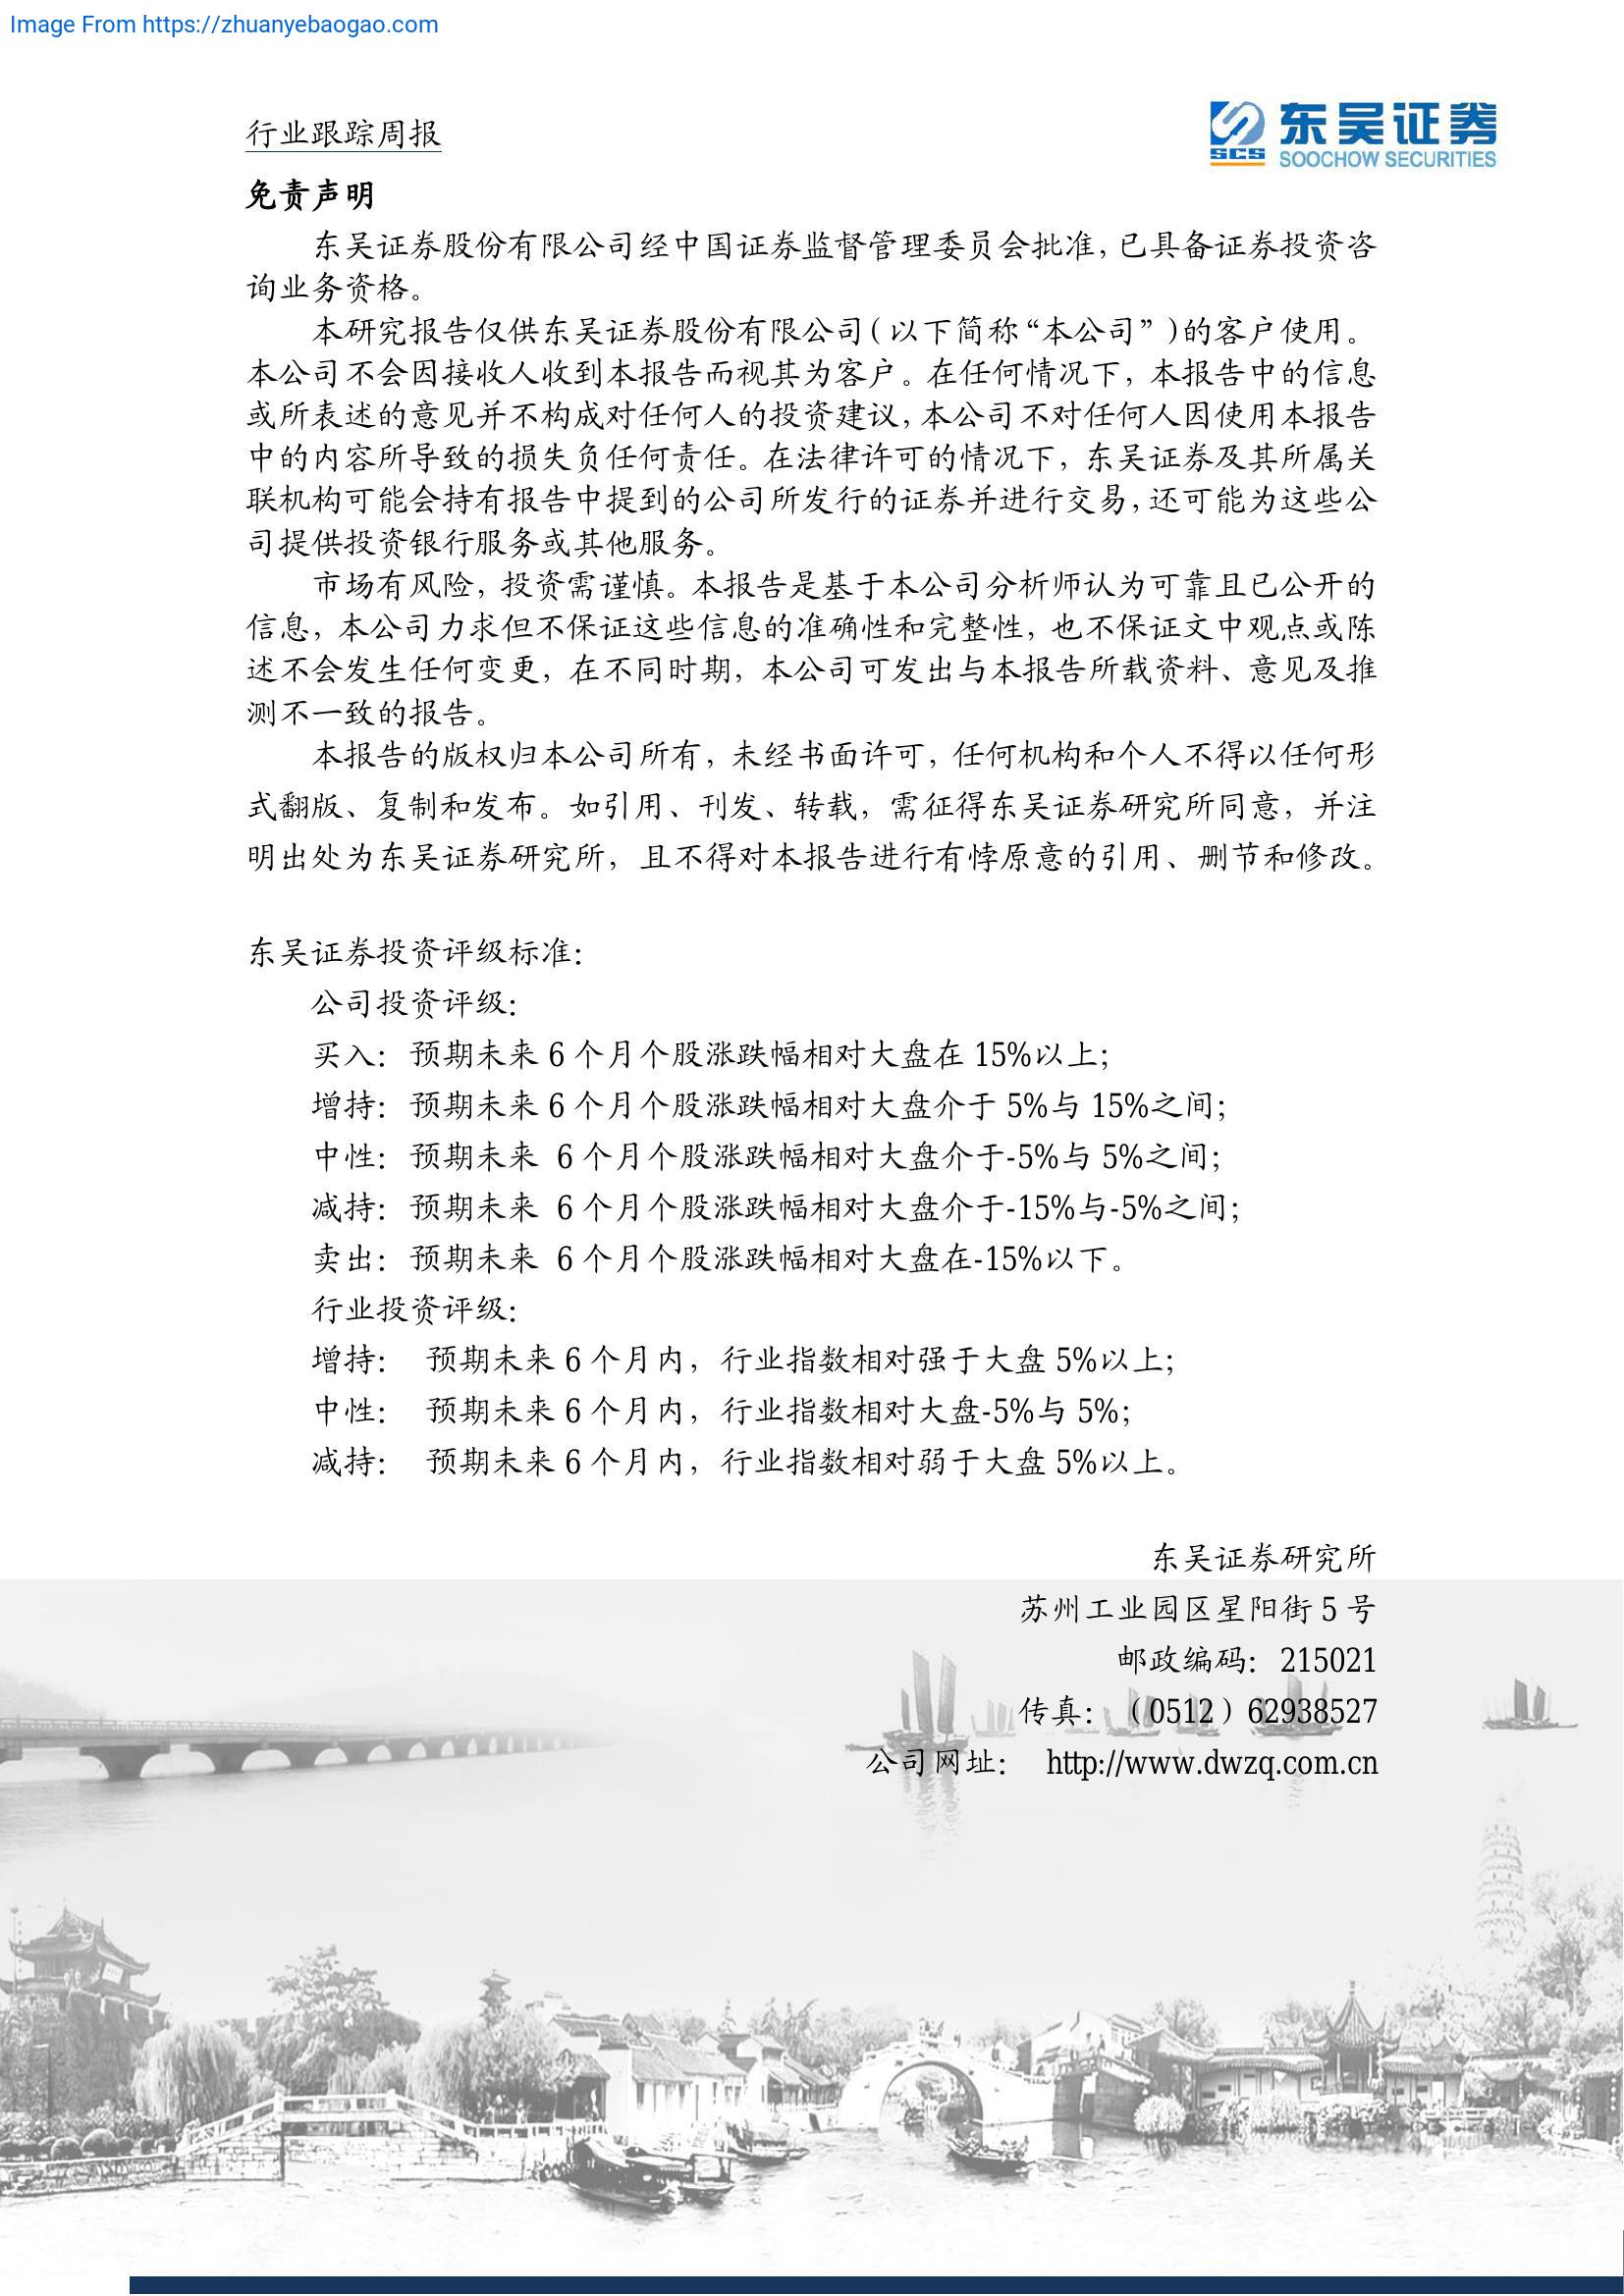 Image From https://zhuanyebaogao.com
行业跟踪周报
SCS 东吴证券
SOOCHOW SECURITIES
免责声明
东吴证券股份有限公司经中国证券监督管理委员会批准，已具备证券投资咨
询业务资格。
本研究报告仅供东吴证券股份有限公司（以下简称“本公司”）的客户使用。
本公司不会因接收人收到本报告而视其为客户。在任何情况下，本报告中的信息
或所表述的意见并不构成对任何人的投资建议，本公司不对任何人因使用本报告
中的内容所导致的损失负任何责任。在法律许可的情况下，东吴证券及其所属关
联机构可能会持有报告中提到的公司所发行的证券并进行交易，还可能为这些公
司提供投资银行服务或其他服务。
市场有风险，投资需谨慎。本报告是基于本公司分析师认为可靠且已公开的
信息，本公司力求但不保证这些信息的准确性和完整性，也不保证文中观点或陈
述不会发生任何变更，在不同时期，本公司可发出与本报告所载资料、意见及推
测不一致的报告。
本报告的版权归本公司所有，未经书面许可，任何机构和个人不得以任何形
式翻版、复制和发布。如引用、刊发、转载，需征得东吴证券研究所同意，并注
明出处为东吴证券研究所，且不得对本报告进行有悖原意的引用、删节和修改。
东吴证券投资评级标准：
公司投资评级：
买入：预期未来 6 个月个股涨跌幅相对大盘在 15%以上；
增持：预期未来 6 个月个股涨跌幅相对大盘介于 5%与 15%之间；
中性：预期未来 6 个月个股涨跌幅相对大盘介于-5%与 5%之间；
减持：预期未来 6 个月个股涨跌幅相对大盘介于-15%与-5%之间；
卖出：预期未来 6 个月个股涨跌幅相对大盘在-15%以下。
行业投资评级：
增持： 预期未来 6 个月内，行业指数相对强于大盘 5%以上；
中性： 预期未来 6 个月内，行业指数相对大盘-5%与 5%；
减持： 预期未来 6 个月内，行业指数相对弱于大盘 5%以上。
东吴证券研究所
苏州工业园区星阳街 5 号
邮政编码：215021
传真：（0512）62938527
公司网址： http://www.dwzq.com.cn